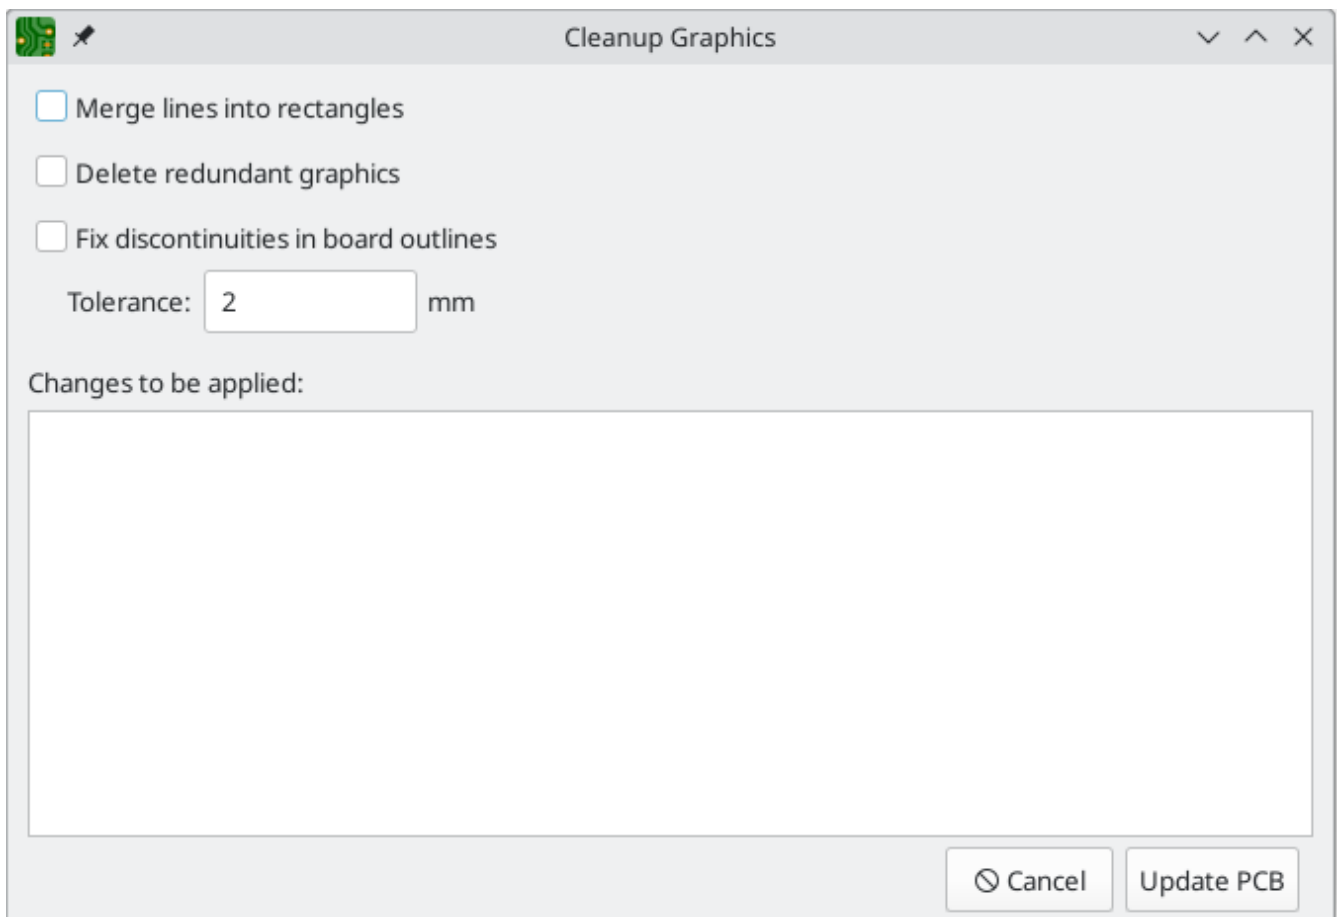 Cleanup Graphics
Merge lines into rectangles
Delete redundant graphics
Fix discontinuities in board outlines
Tolerance: 2 mm
Changes to be applied:
Cancel Update PCB